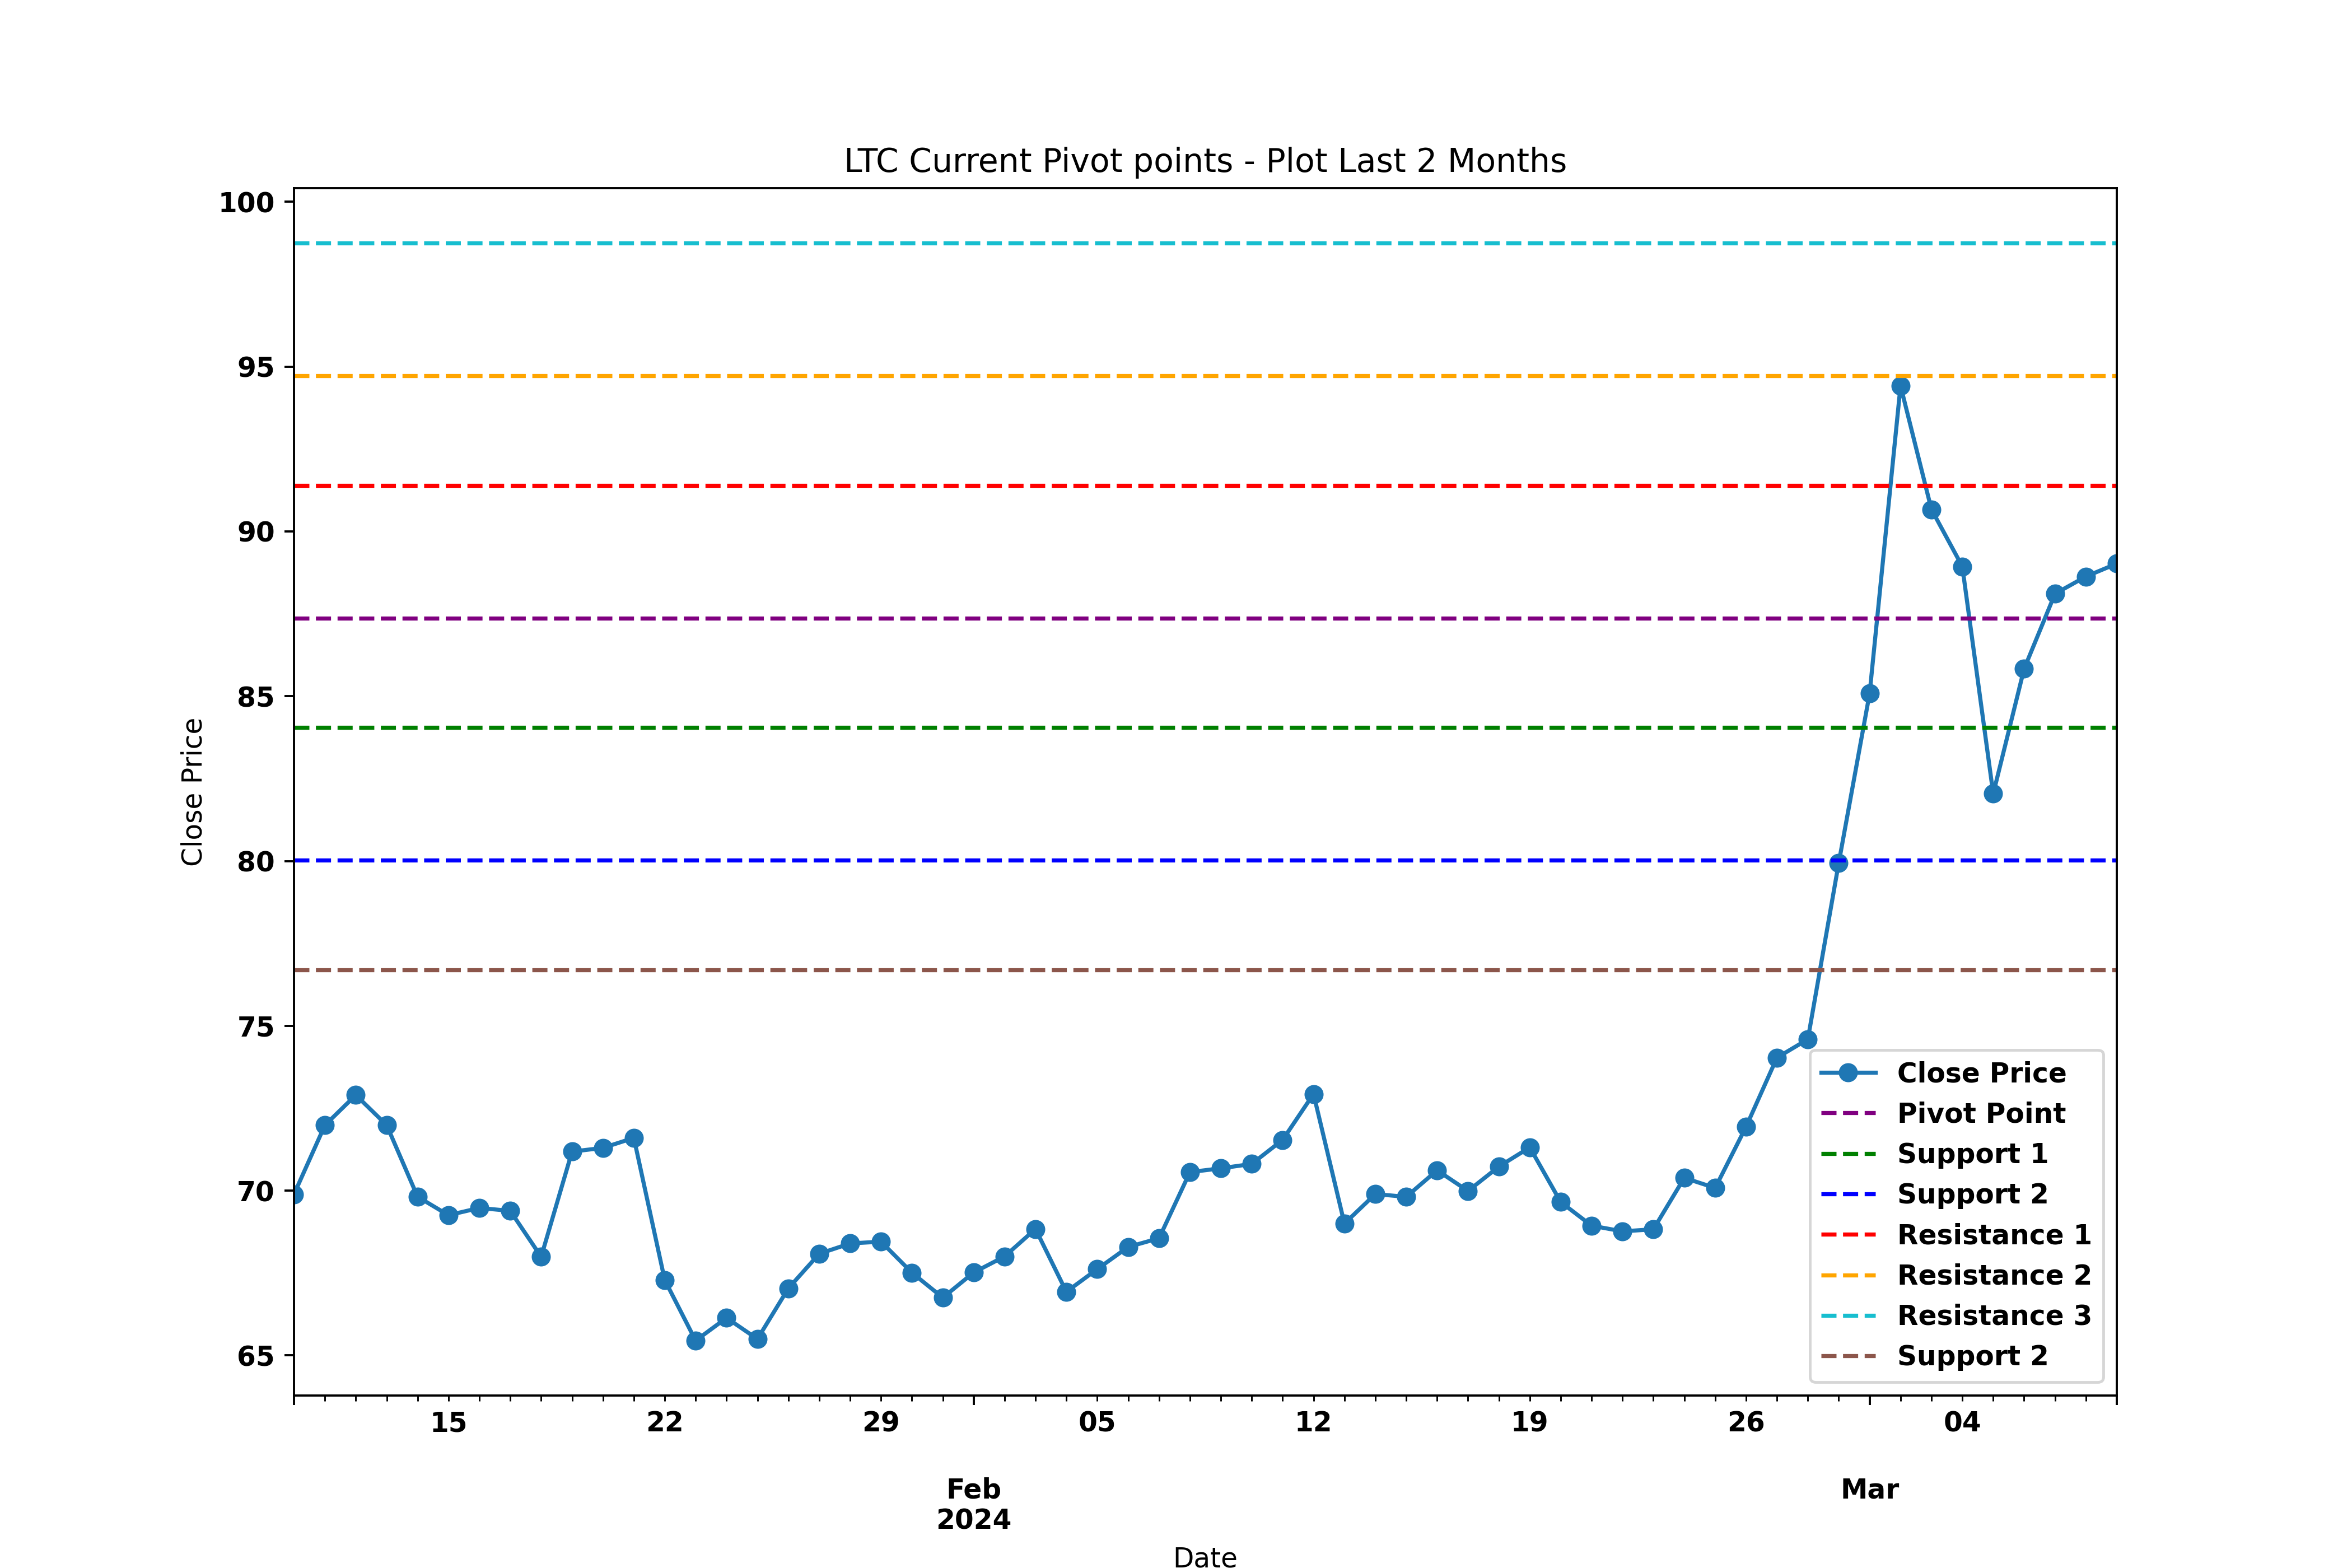 LTC Current Pivot points - Plot Last 2 Months
100
95
90
85
80
75
70
65
Close Price
Close Price
Pivot Point
Support 1
Support 2
Resistance 1
Resistance 2
Resistance 3
Support 2
15 22 29 05 12 19 26 04
Feb Mar
2024
Date